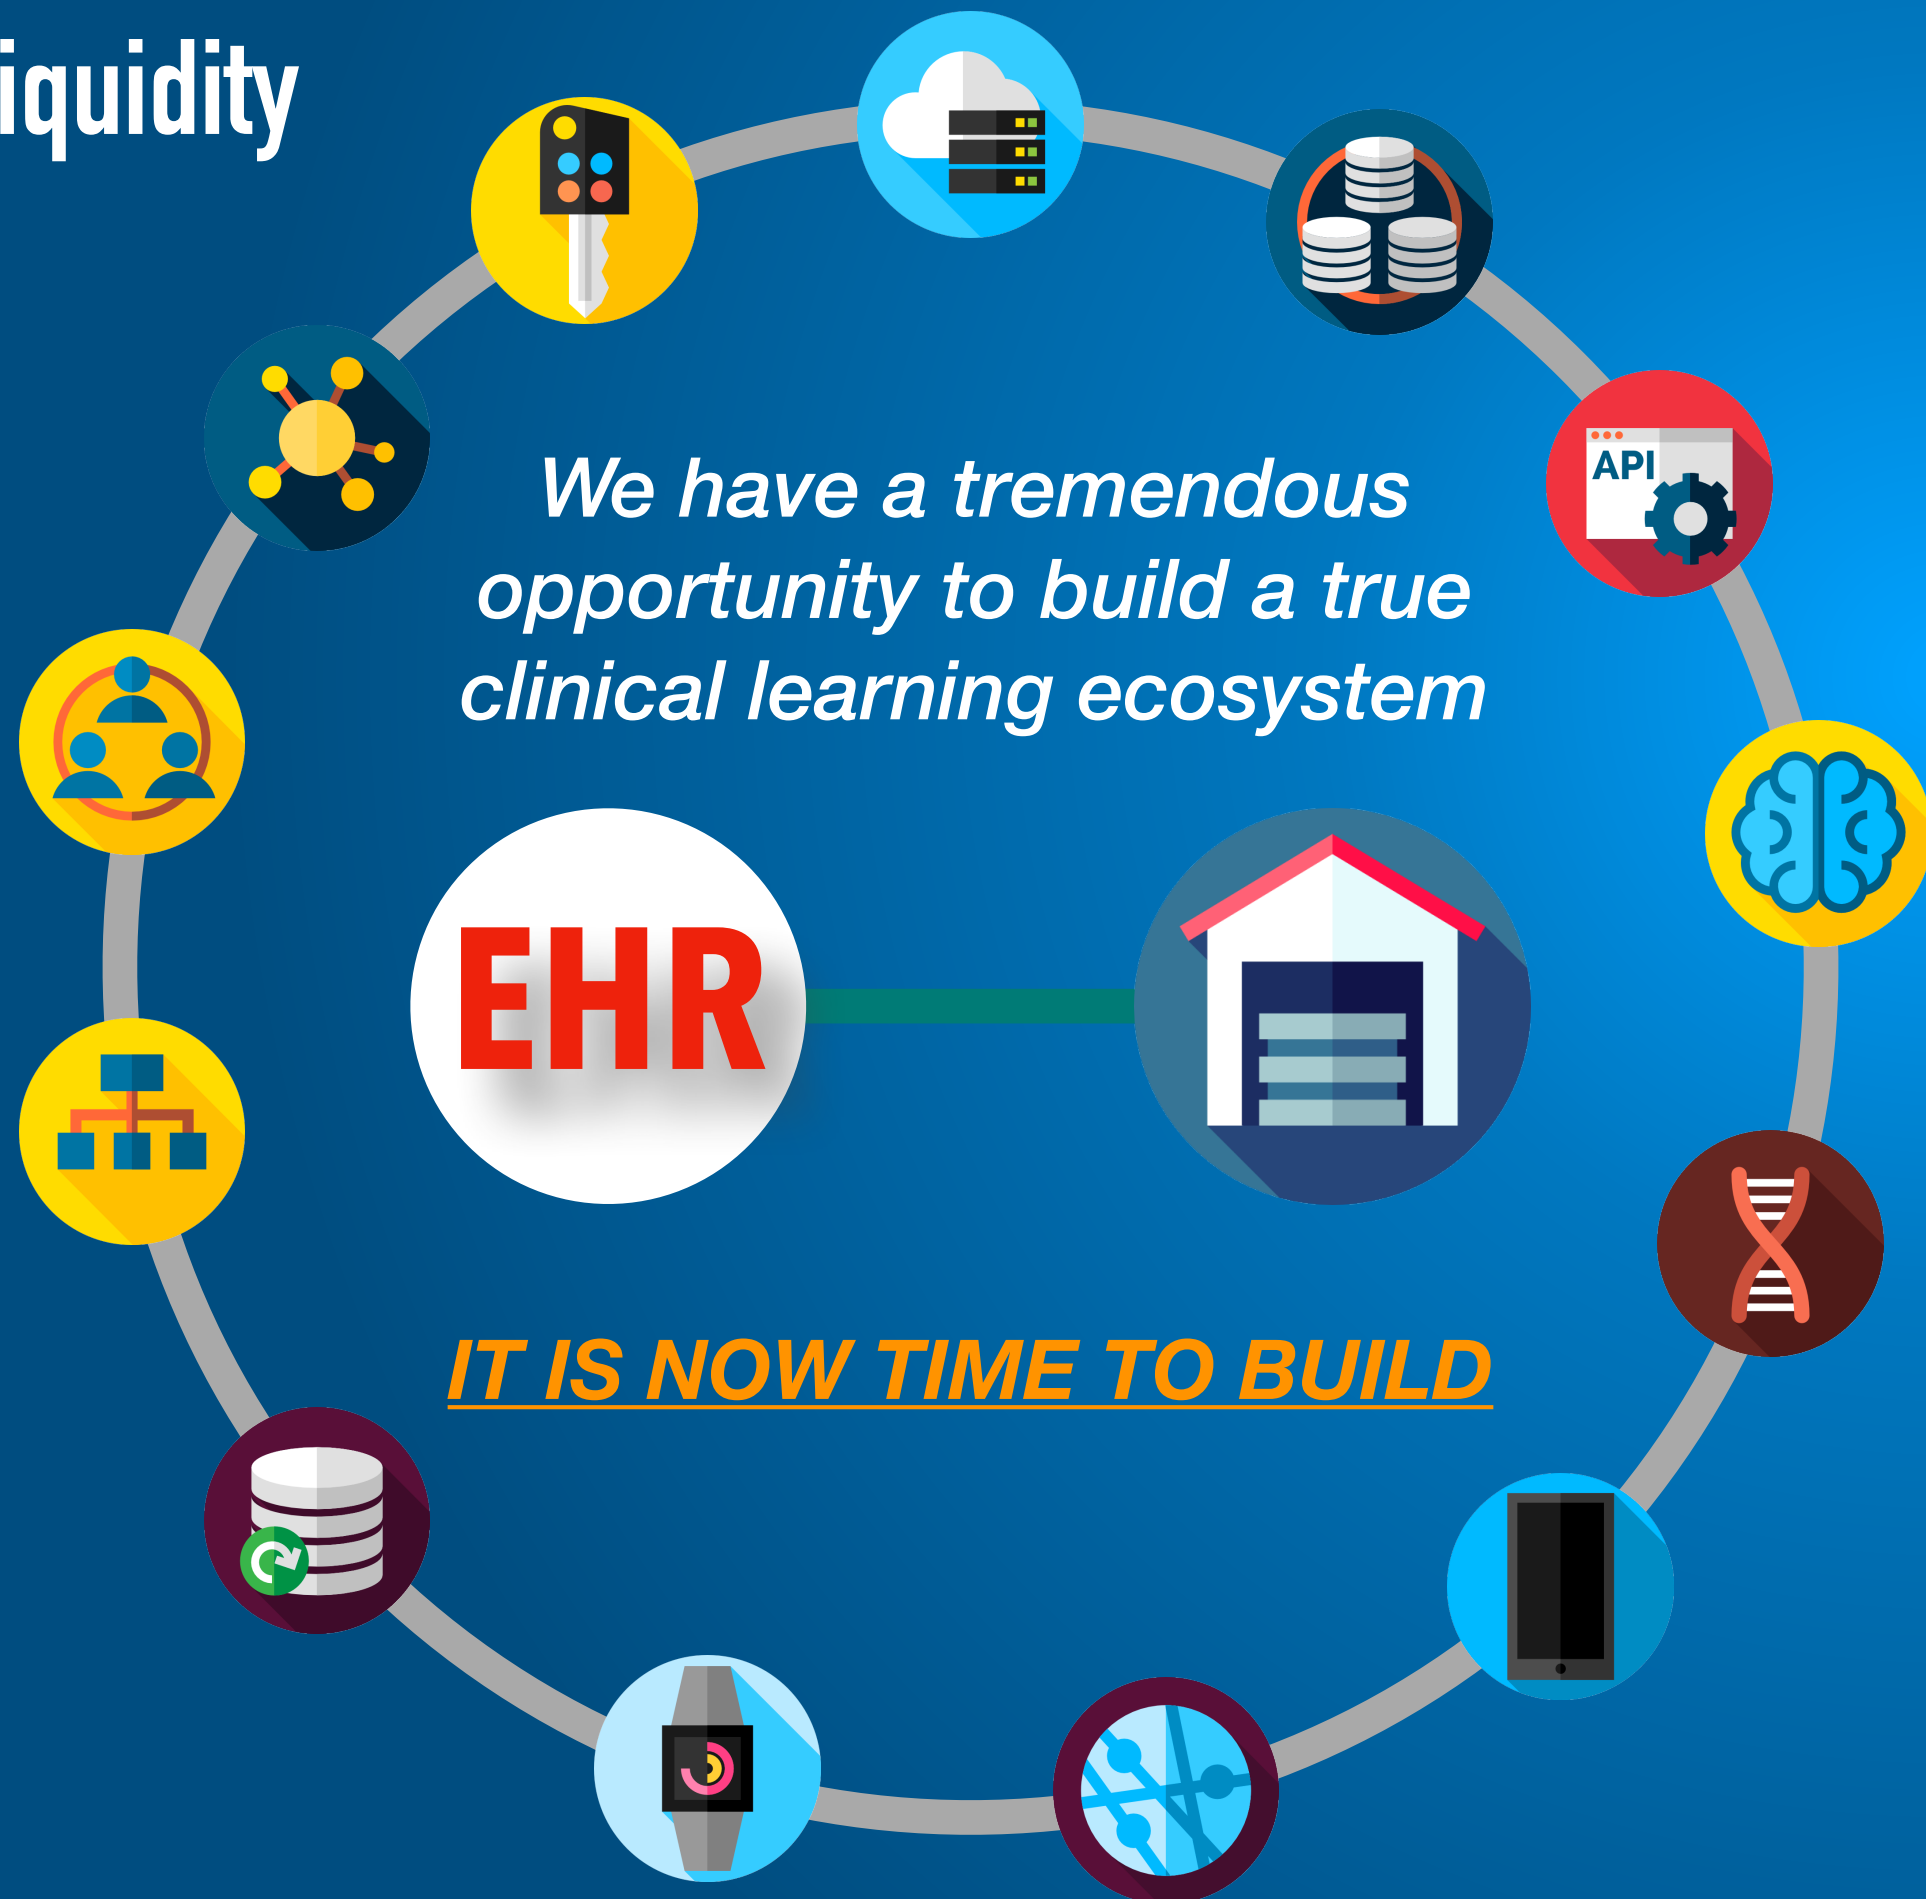 iquidity
We have a tremendous
opportunity to build a true
clinical learning ecosystem
API
EHR
IT IS NOW TIME TO BUILD